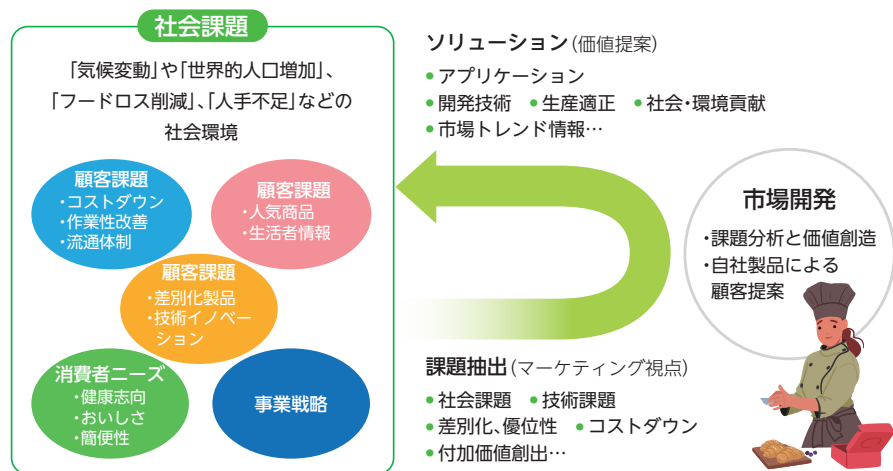 社会課題
「気候変動」や「世界的人口増加」、
「フードロス削減」、「人手不足」などの
社会環境
顧客課題
・コストダウン
・作業性改善
・流通体制
顧客課題
・人気商品
・生活者情報
顧客課題
・差別化製品
・技術イノベー
ション
消費者ニーズ
・健康志向
・おいしさ
・簡便性
事業戦略
ソリューション(価値提案)
●アプリケーション
●開発技術 ●生産適正 ●社会・環境貢献
●市場トレンド情報…
市場開発
・課題分析と価値創造
・自社製品による
顧客提案
課題抽出(マーケティング視点)
●社会課題 ●技術課題
●差別化、優位性 ●コストダウン
●付加価値創出…